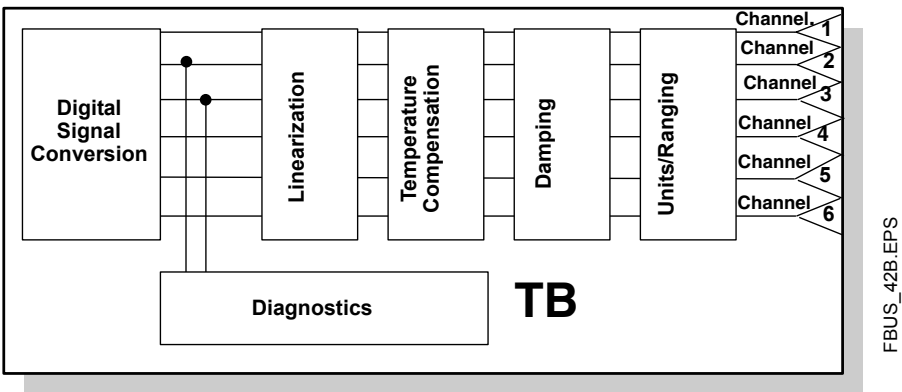 Channel.
1
Channel
2
Channel
3
Channel
4
Channel
5
Channel
6
Digital
Signal
Conversion
Linearization
Temperature
Compensation
Damping
Units/Ranging
Diagnostics
TB
FBUS_42B.EPS